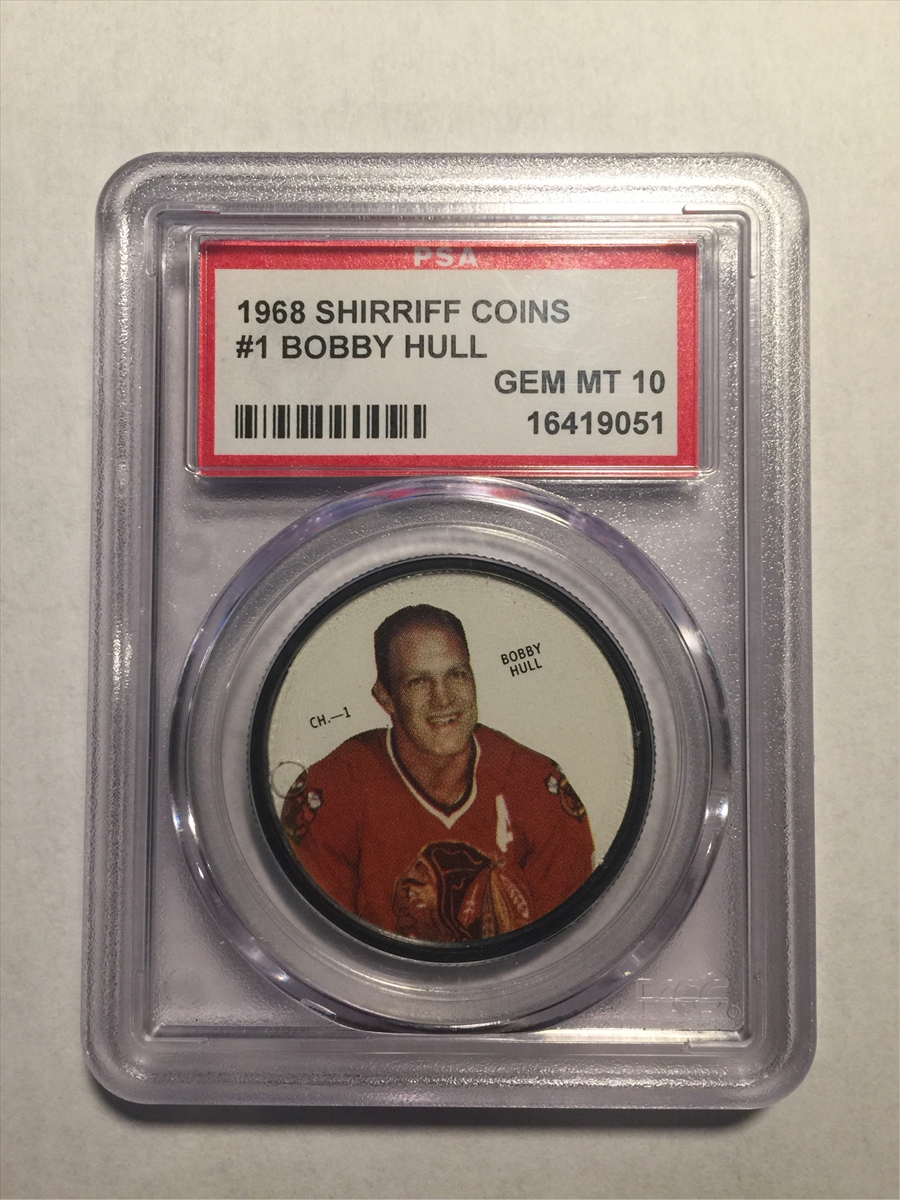 PSA
1968 SHIRRIFF COINS
#1 BOBBY HULL
GEM MT 10
16419051
BOBBY
HULL
CH.—1
A